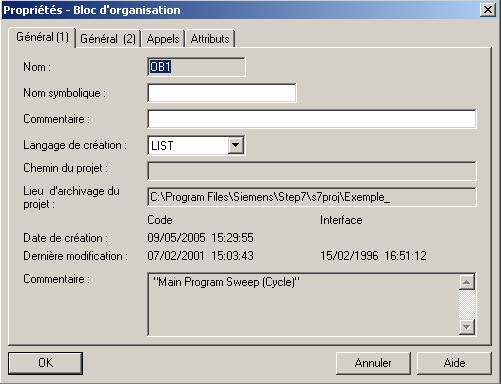 Propriétés - Bloc d'organisation
Général (1) Général (2) Appels Attributs
Nom : OB1
Nom symbolique :
Commentaire :
Langage de création : LIST
Chemin du projet :
Lieu d'archivage du
projet : C:\Program Files\Siemens\Step7\s7proj\Exemple_
Code Interface
Date de création : 09/05/2005 15:29:55
Dernière modification : 07/02/2001 15:03:43 15/02/1996 16:51:12
Commentaire : "Main Program Sweep (Cycle)"
OK Annuler Aide